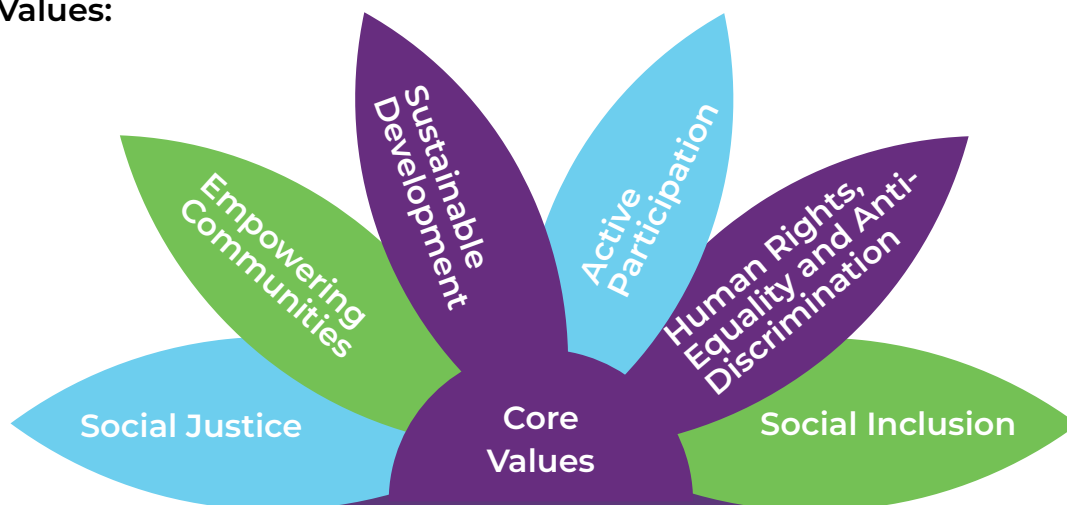 Values:
Social Justice
Empowering
Communities
Sustainable
Development
Active
Participation
Human Rights,
Equality and Anti-
Discrimination
Social Inclusion
Core
Values